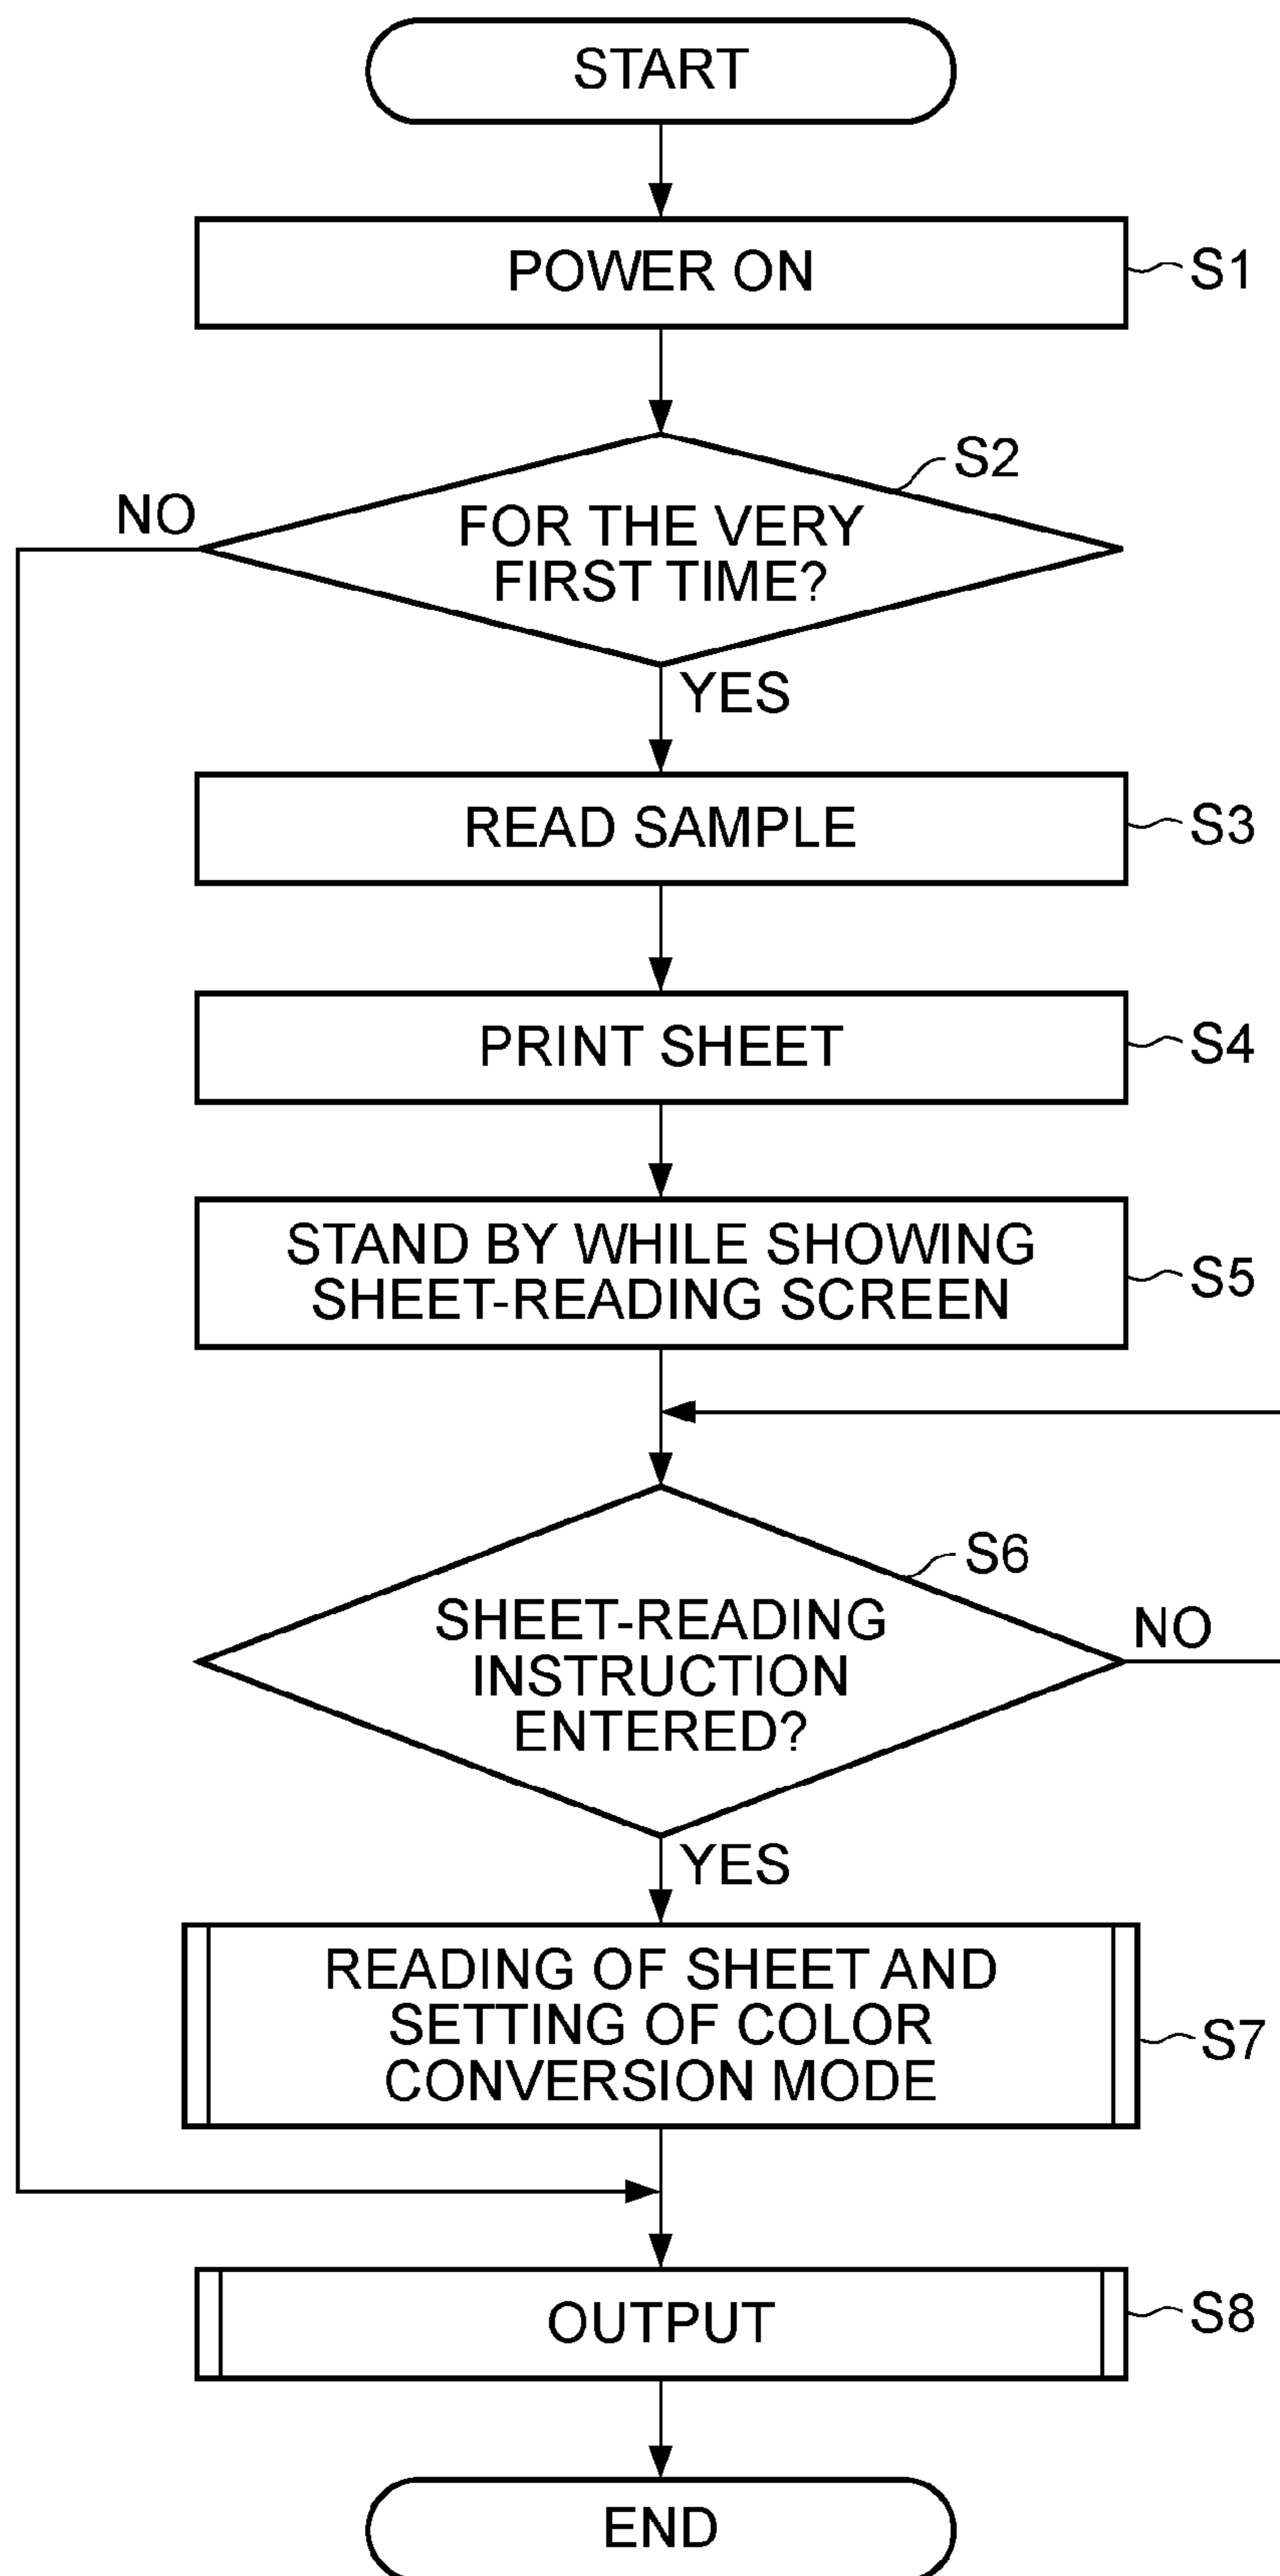 START
POWER ON
S1
S2
NO
FOR THE VERY
FIRST TIME?
YES
READ SAMPLE
S3
PRINT SHEET
S4
STAND BY WHILE SHOWING
SHEET-READING SCREEN
S5
S6
SHEET-READING
INSTRUCTION
ENTERED?
NO
YES
READING OF SHEET AND
SETTING OF COLOR
CONVERSION MODE
S7
OUTPUT
S8
END